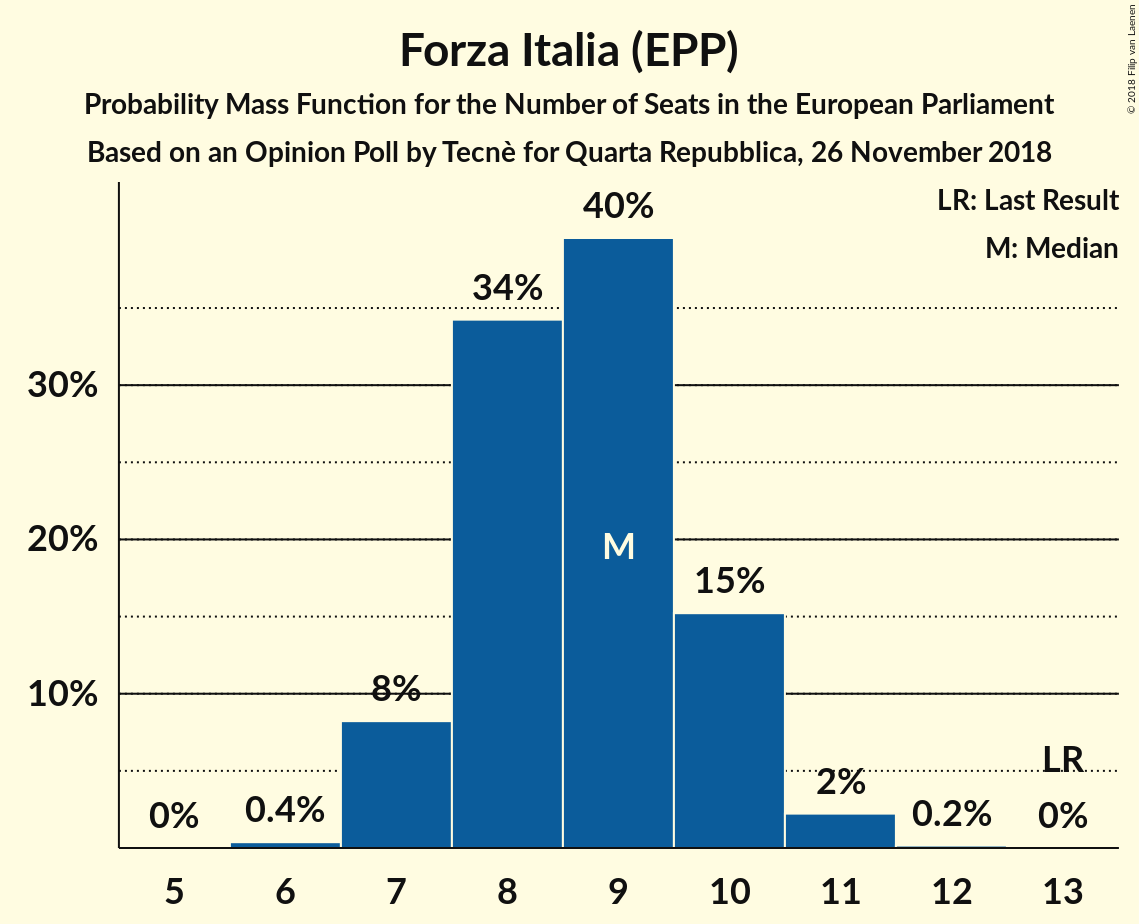 Forza Italia (EPP)
Probability Mass Function for the Number of Seats in the European Parliament
Based on an Opinion Poll by Tecnè for Quarta Repubblica, 26 November 2018
© 2018 Filip van Laenen
LR: Last Result
M: Median
30%
20%
10%
0%
0.4%
8%
34%
40%
M
15%
2%
0.2%
LR
0%
5 6 7 8 9 10 11 12 13